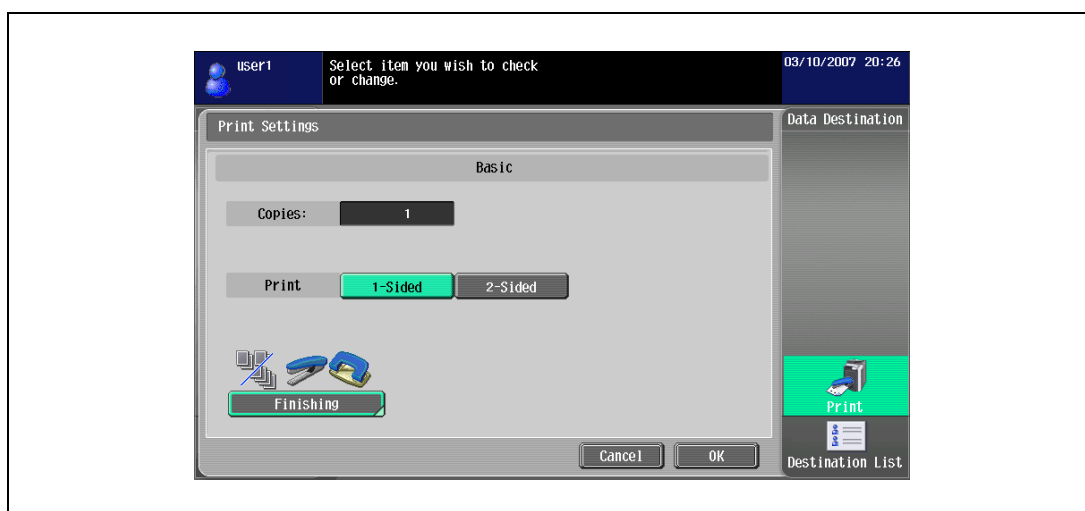 user1
Select item you wish to check
or change.
03/10/2007 20:26
Print Settings
Data Destination
Basic
Copies:
1
Print
1-Sided
2-Sided
Finishing
Print
Cancel
OK
Destination List